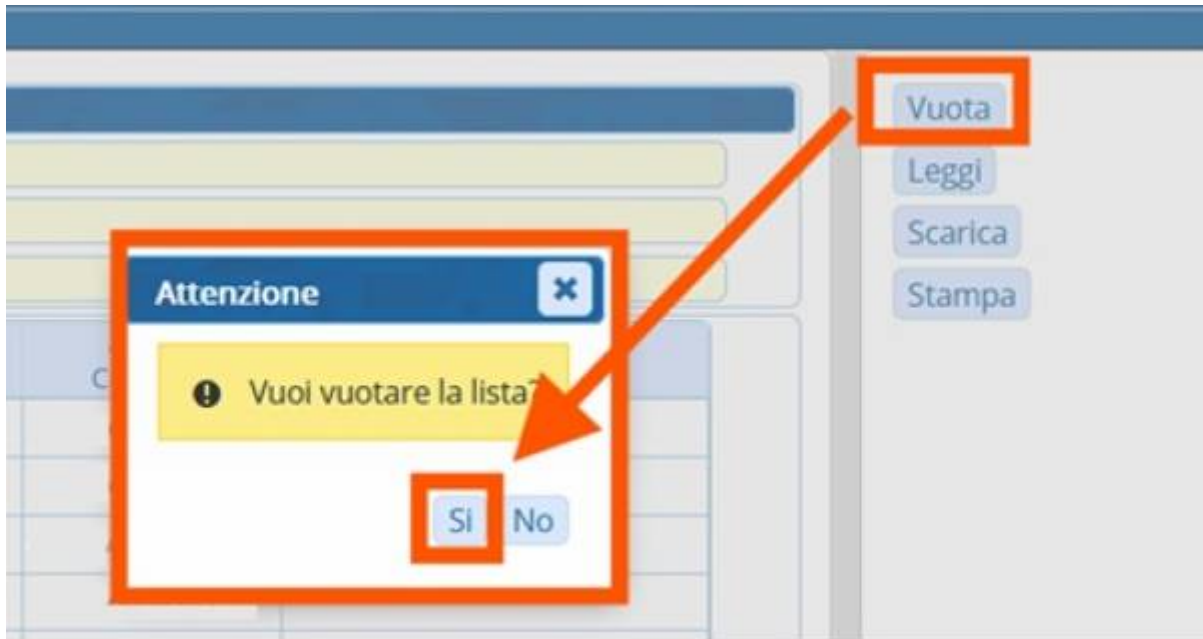 Vuota
Leggi
Scarica
Stampa
Attenzione
Vuoi vuotare la lista?
Si No
C